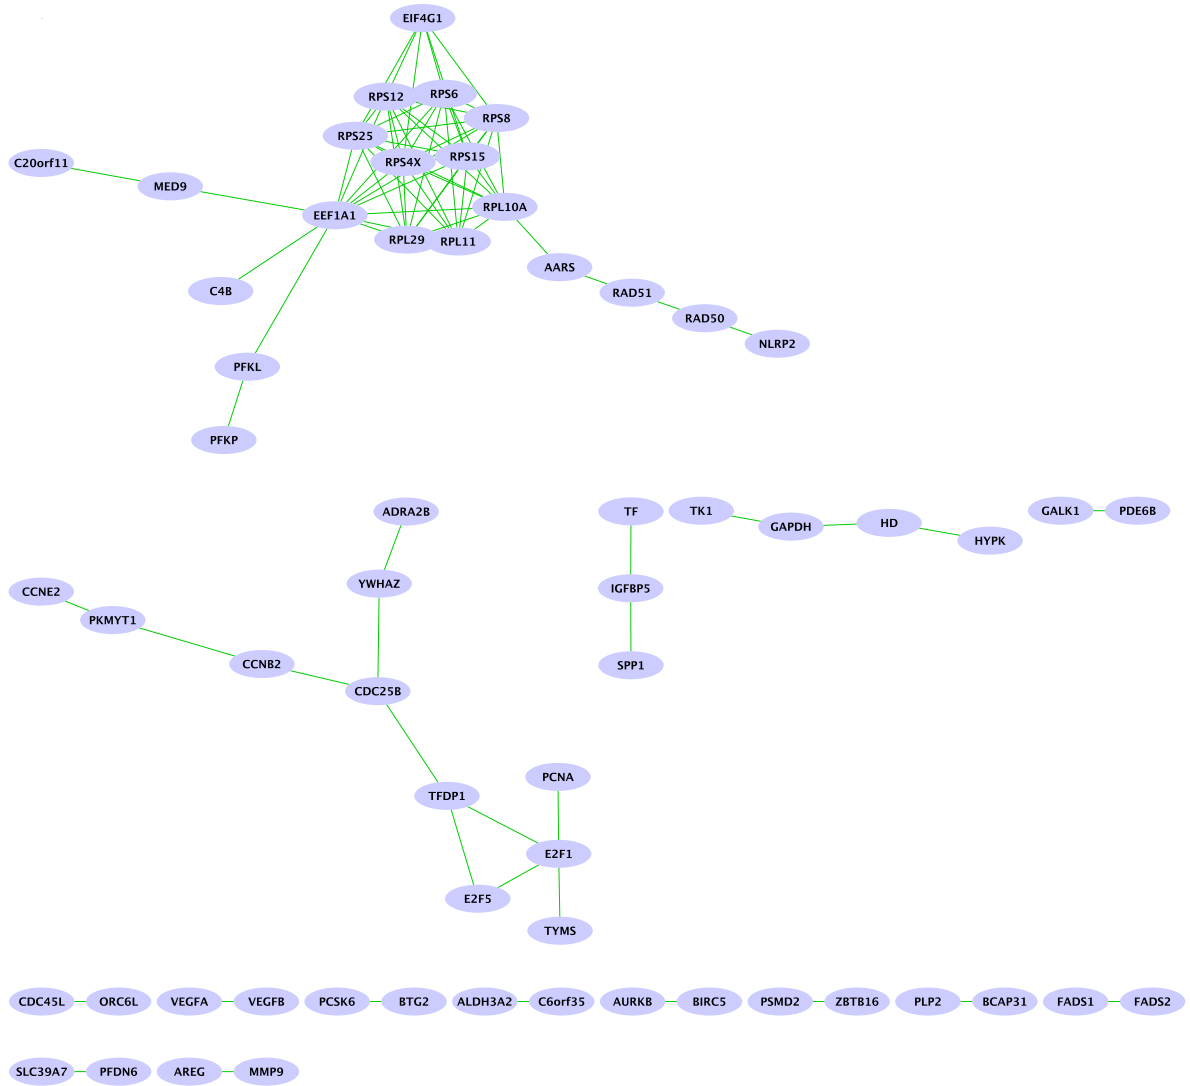 EIF4G1
RPS12
RPS6
RPS8
RPS25
RPS4X
RPS15
C20orf11
MED9
EEF1A1
RPL10A
RPL29
RPL11
AARS
C4B
RAD51
RAD50
NLRP2
PFKL
PFKP
ADRA2B
TF
TK1
GAPDH
HD
HYPK
GALK1
PDE6B
YWHAZ
IGFBP5
CCNE2
PKMYT1
CCNB2
SPP1
CDC25B
PCNA
TFDP1
E2F1
E2F5
TYMS
CDC45L
ORC6L
VEGFA
VEGFB
PCSK6
BTG2
ALDH3A2
C6orf35
AURKB
BIRC5
PSMD2
ZBTB16
PLP2
BCAP31
FADS1
FADS2
SLC39A7
PFDN6
AREG
MMP9